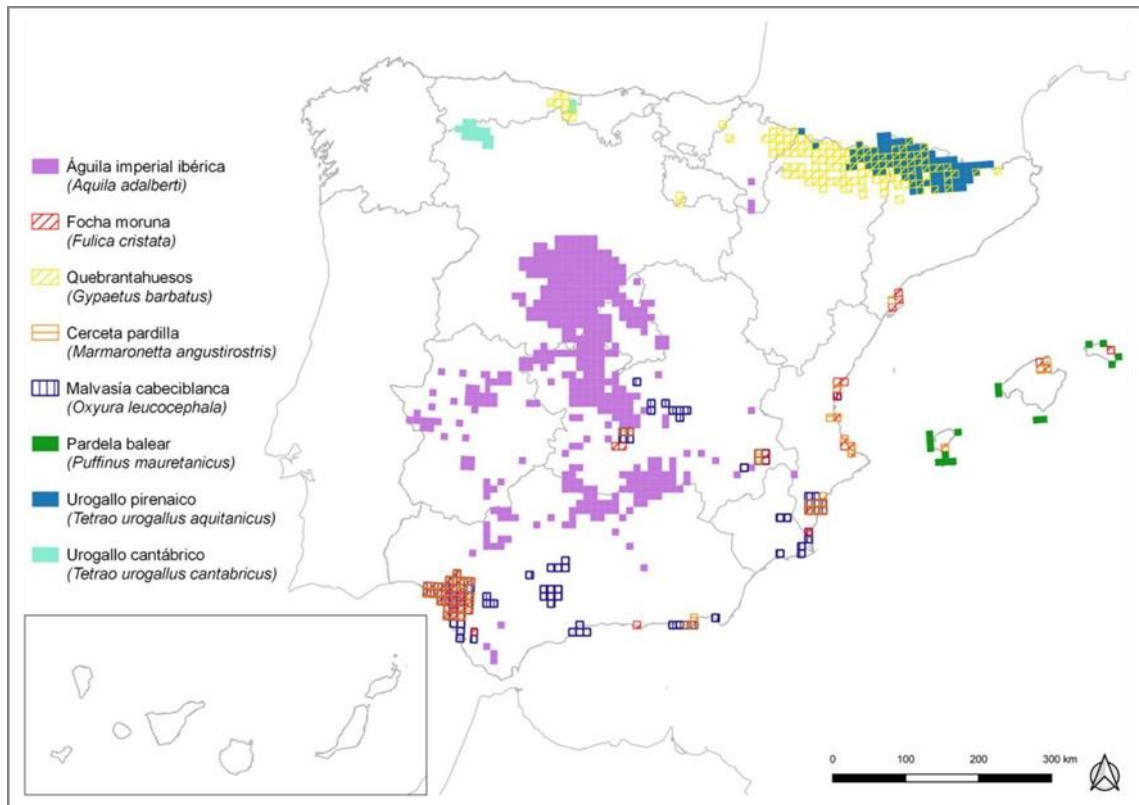 Águila imperial ibérica
(Aquila adalberti)
Focha moruna
(Fulica cristata)
Quebrantahuesos
(Gypaetus barbatus)
Cerceta pardilla
(Marmaronetta angustirostris)
Malvasía cabeciblanca
(Oxyura leucocephala)
Pardela balear
(Puffinus mauretanicus)
Urogallo pirenaico
(Tetrao urogallus aquitanicus)
Urogallo cantábrico
(Tetrao urogallus cantabricus)
0 100 200 300 km